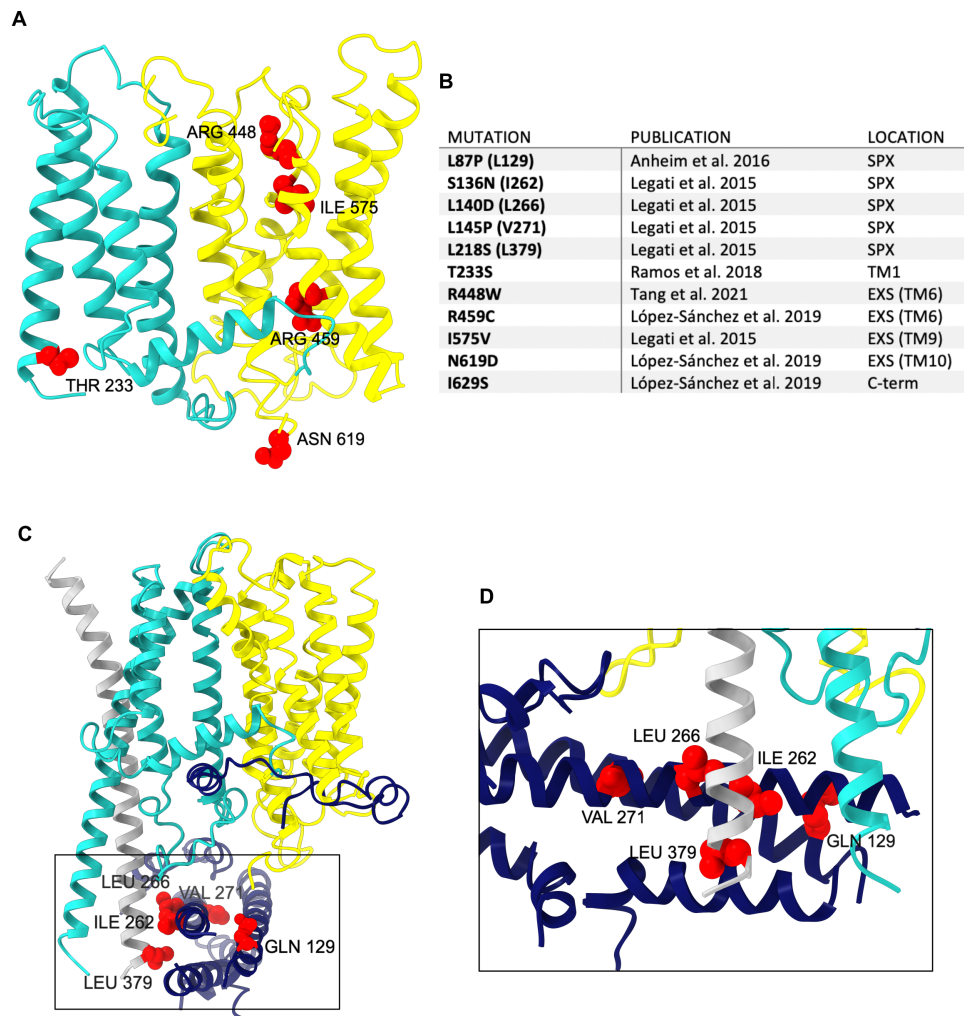 A
ARG 448
ILE 575
ARG 459
THR 233
ASN 619
B
MUTATION PUBLICATION LOCATION
L87P (L129) Anheim et al. 2016 SPX
S136N (I262) Legati et al. 2015 SPX
L140D (L266) Legati et al. 2015 SPX
L145P (V271) Legati et al. 2015 SPX
L218S (L379) Legati et al. 2015 SPX
T233S Ramos et al. 2018 TM1
R448W Tang et al. 2021 EXS (TM6)
R459C López-Sánchez et al. 2019 EXS (TM6)
I575V Legati et al. 2015 EXS (TM9)
N619D López-Sánchez et al. 2019 EXS (TM10)
I629S López-Sánchez et al. 2019 C-term
C
LEU 266
VAL 271
ILE 262
GLN 129
LEU 379
D
LEU 266
ILE 262
VAL 271
GLN 129
LEU 379